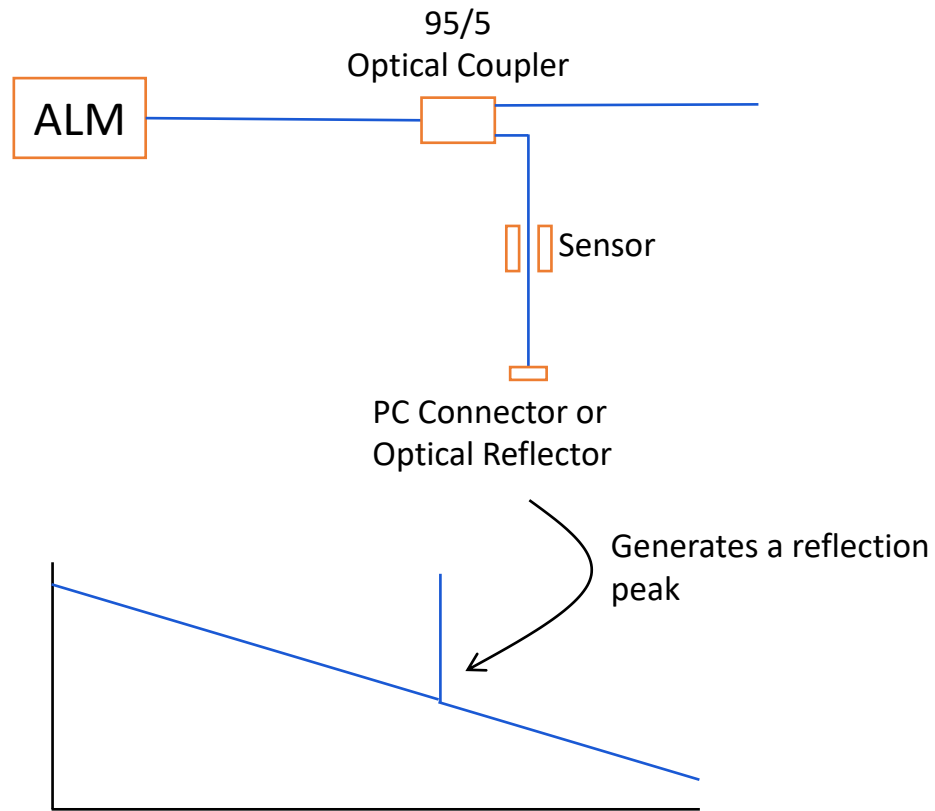 95/5
Optical Coupler
ALM
Sensor
PC Connector or
Optical Reflector
Generates a reflection
peak